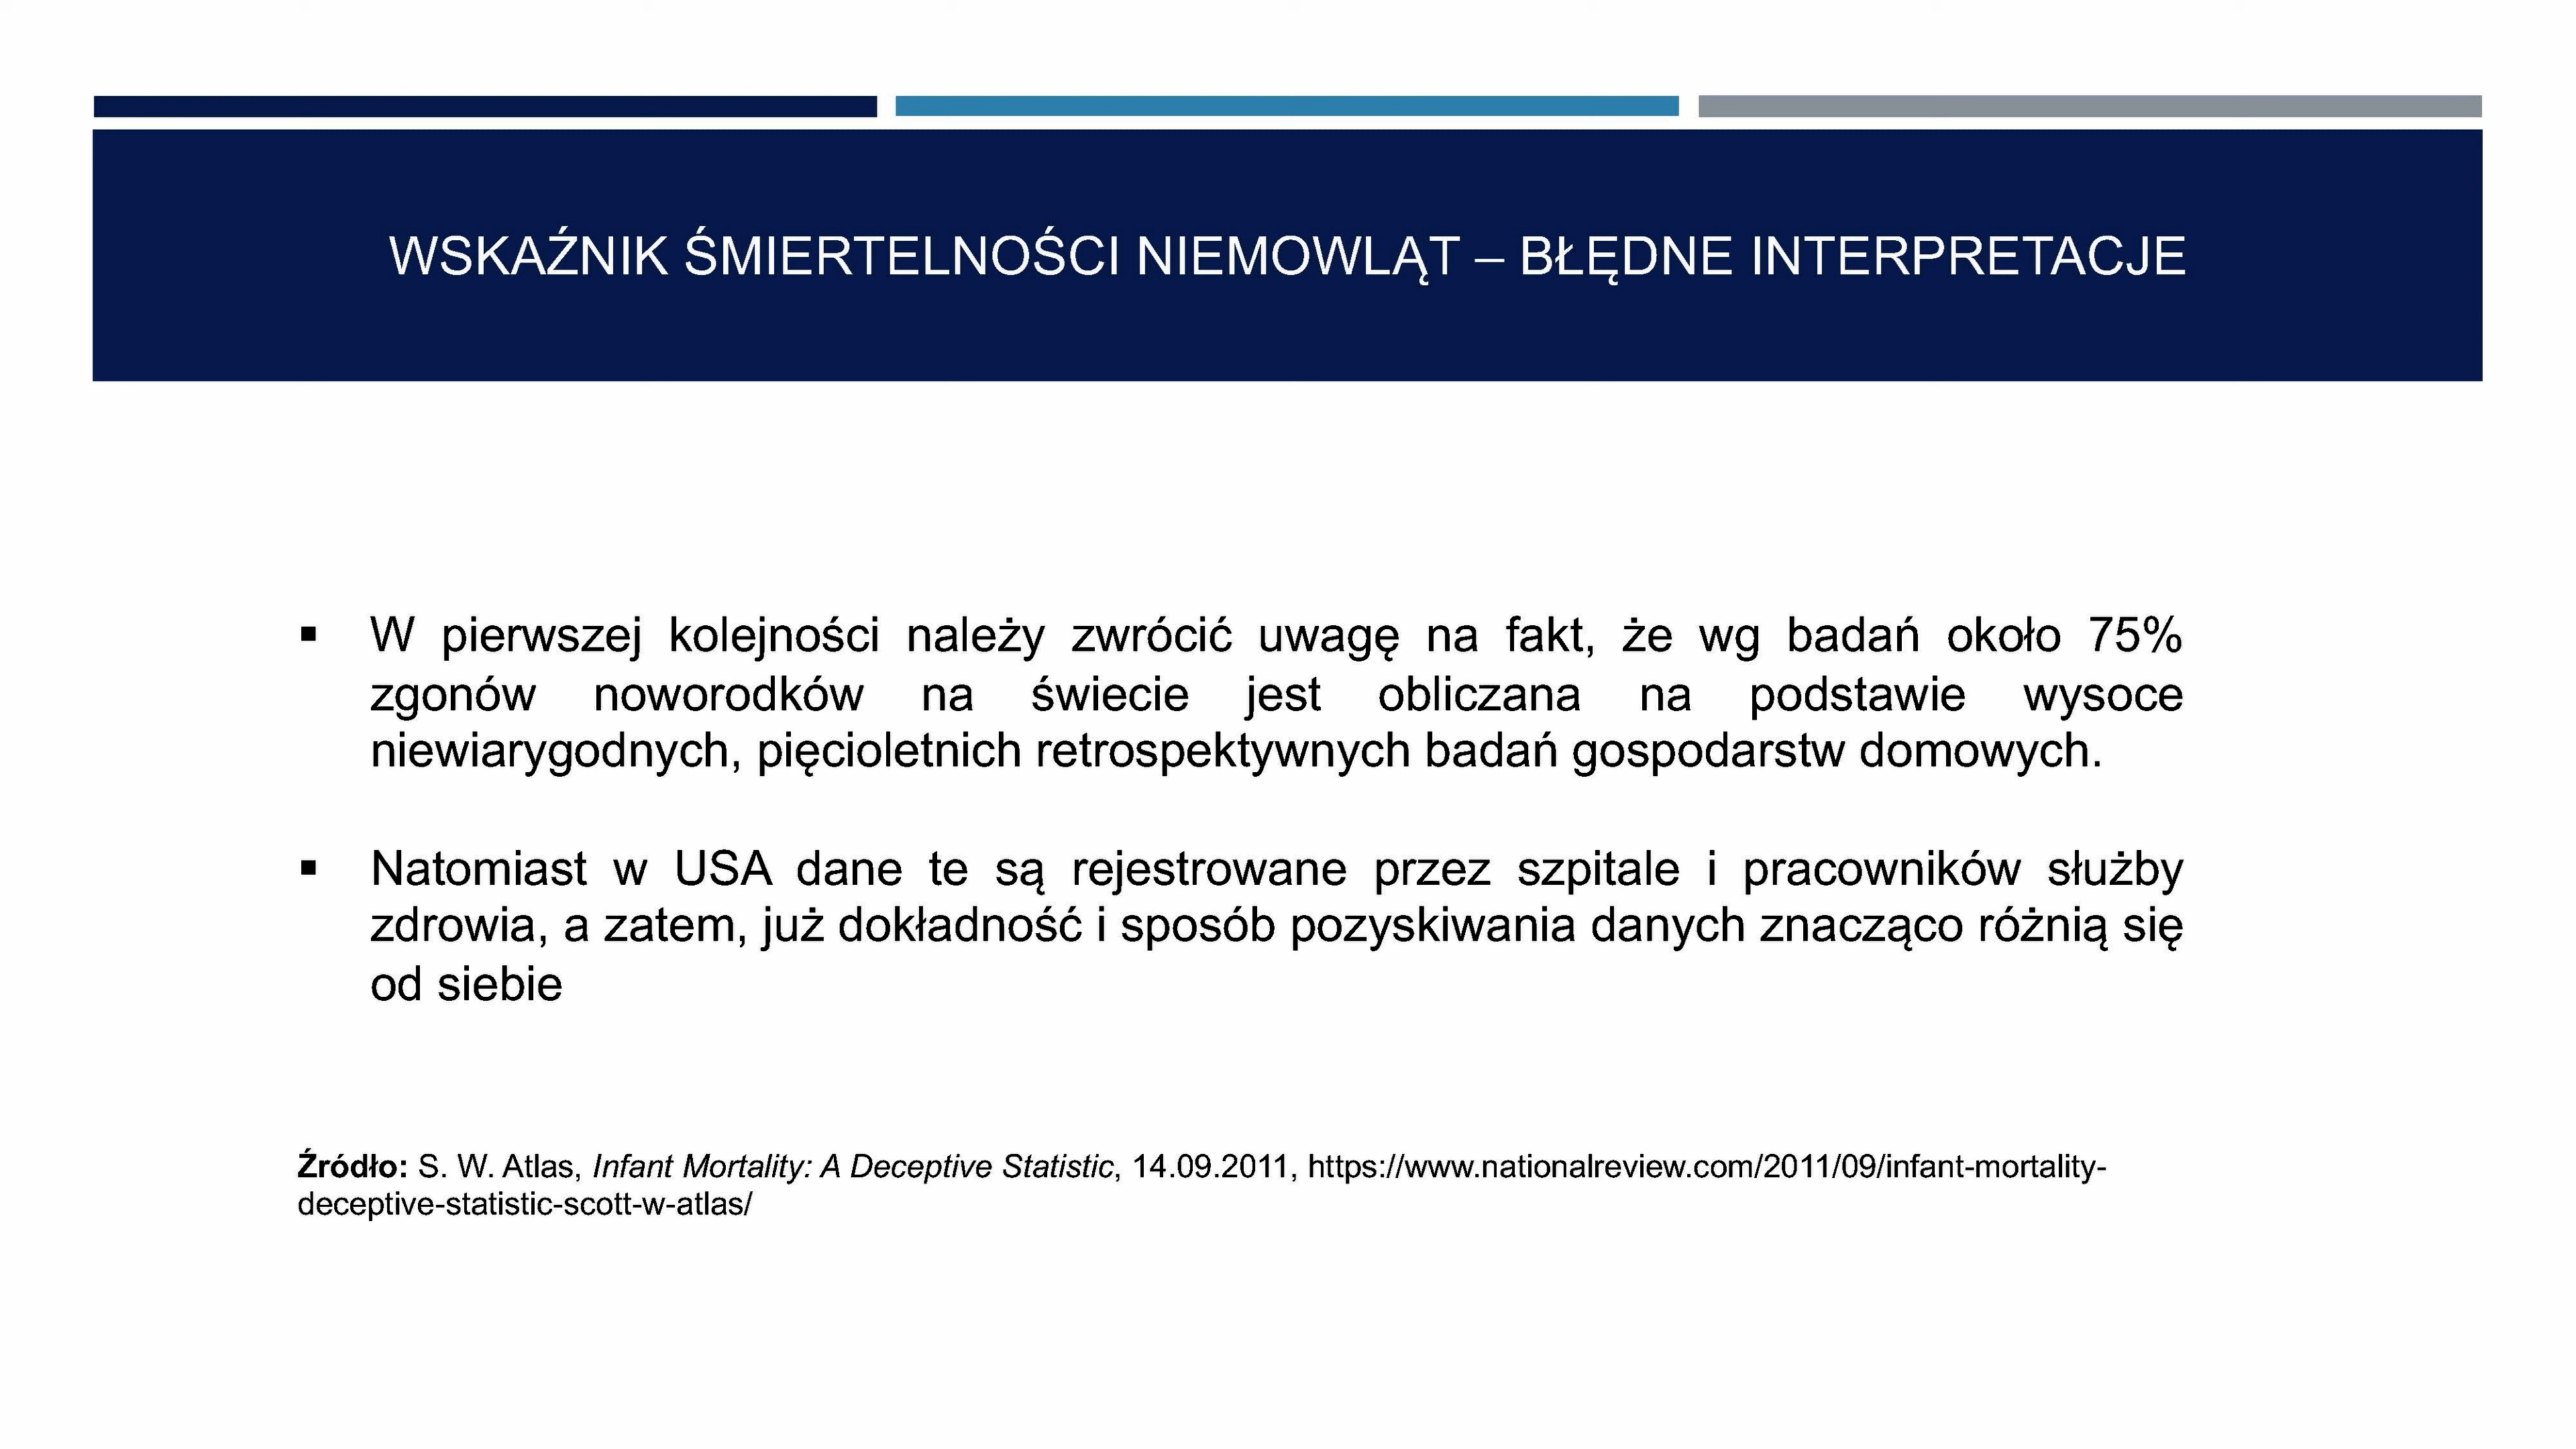 WSKAŹNIK ŚMIERTELNOŚCI NIEMOWLĄT – BŁĘDNE INTERPRETACJE
▪ W pierwszej kolejności należy zwrócić uwagę na fakt, że wg badań około 75%
zgonów noworodków na świecie jest obliczana na podstawie wysoce
niewiarygodnych, pięcioletnich retrospektywnych badań gospodarstw domowych.
▪ Natomiast w USA dane te są rejestrowane przez szpitale i pracowników służby
zdrowia, a zatem, już dokładność i sposób pozyskiwania danych znacząco różnią się
od siebie
Źródło: S. W. Atlas, Infant Mortality: A Deceptive Statistic, 14.09.2011, https://www.nationalreview.com/2011/09/infant-mortality-
deceptive-statistic-scott-w-atlas/